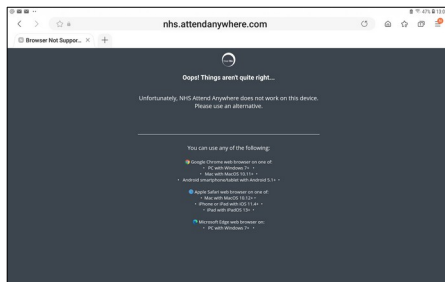 47% 13:0
nhs.attendanywhere.com
Browser Not Suppor..
Oops! Things aren't quite right...
Unfortunately, NHS Attend Anywhere does not work on this device.
Please use an alternative.
You can use any of the following:
Google Chrome web browser on one of:
• PC with Windows 7+ •
• Mac with MacOS 10.11+ •
• Android smartphone/tablet with Android 5.1+ •
Apple Safari web browser on one of:
• Mac with MacOS 10.12+ •
• iPhone or iPad with iOS 11.4+ •
• iPad with iPadOS 13+ •
Microsoft Edge web browser on:
• PC with Windows 7+ •